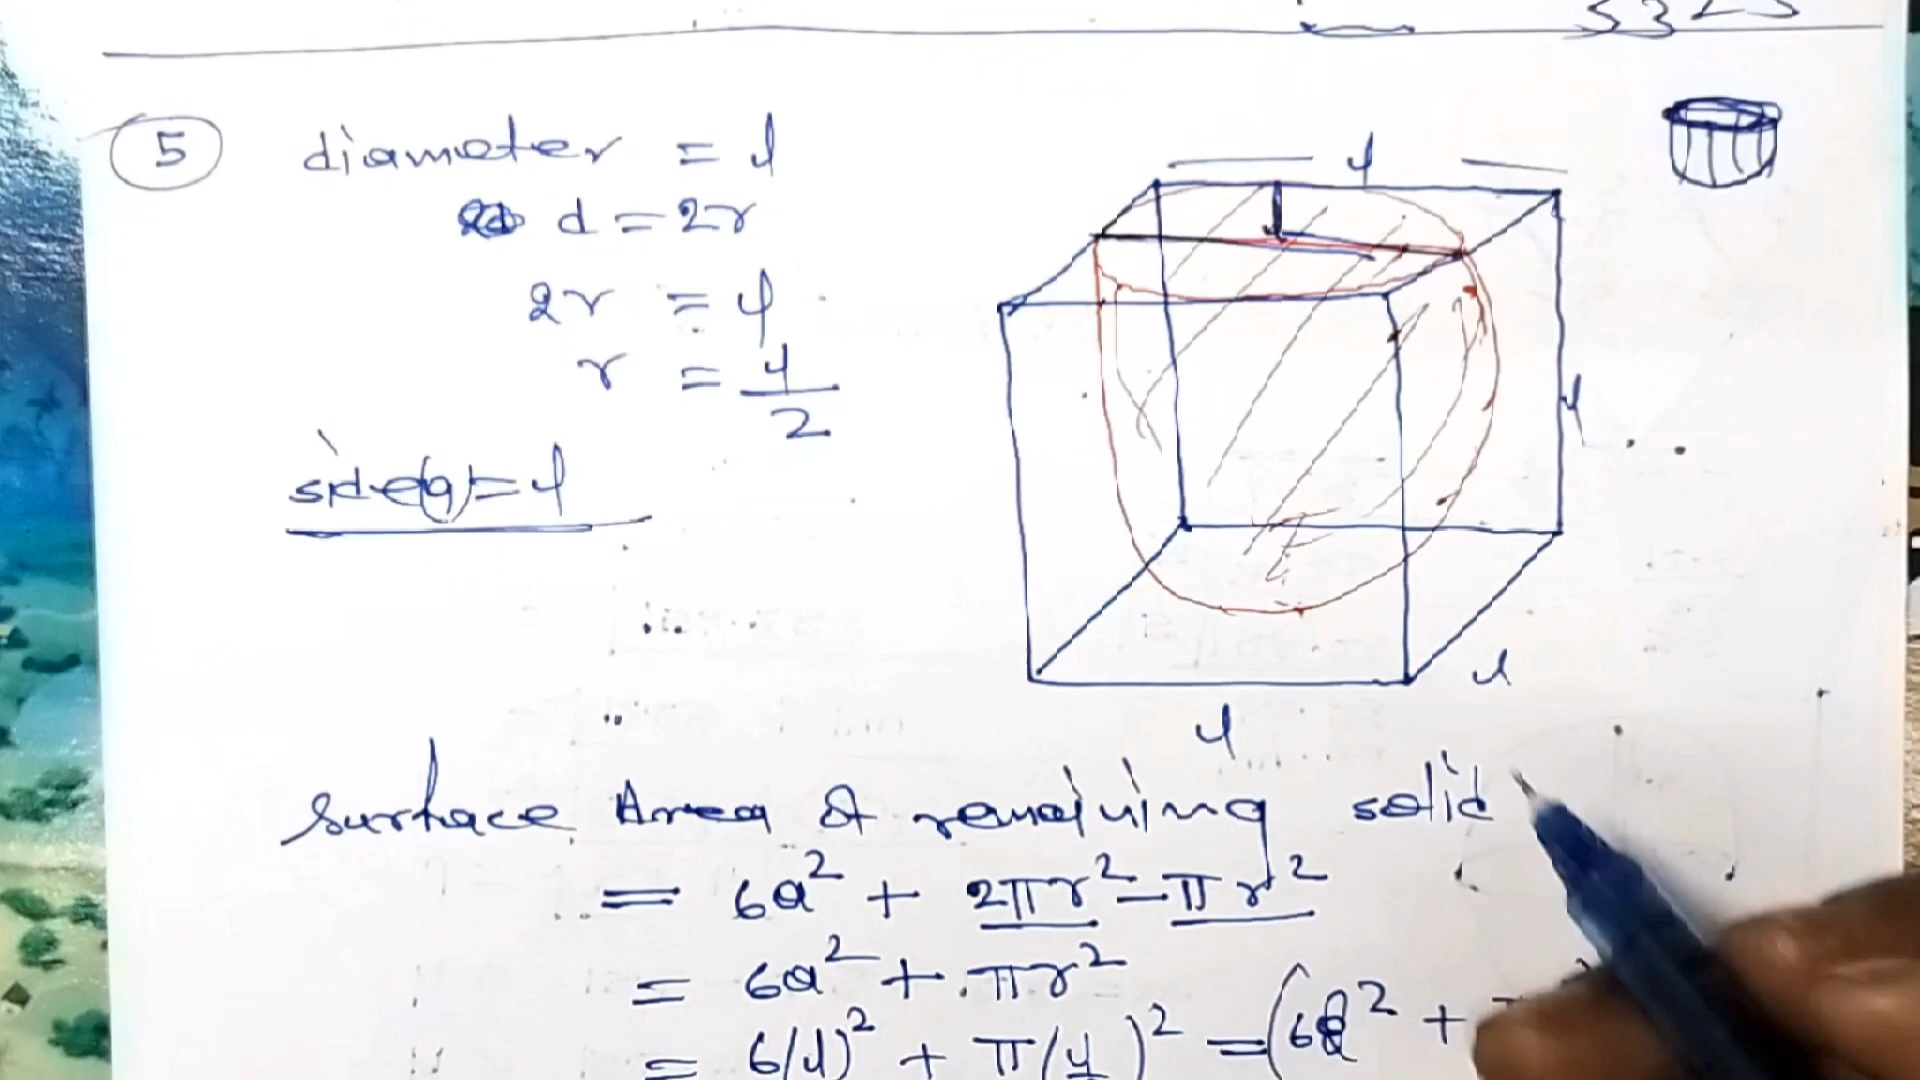 5
diameter = l
d = 2r
2r = l
r = l/2
side(a) = l
l
l
l
l
surface Area of remaining solid
= 6a² + 2πr² - πr²
= 6a² + πr²
= 6(l)² + π(l/2)² = (6l² +